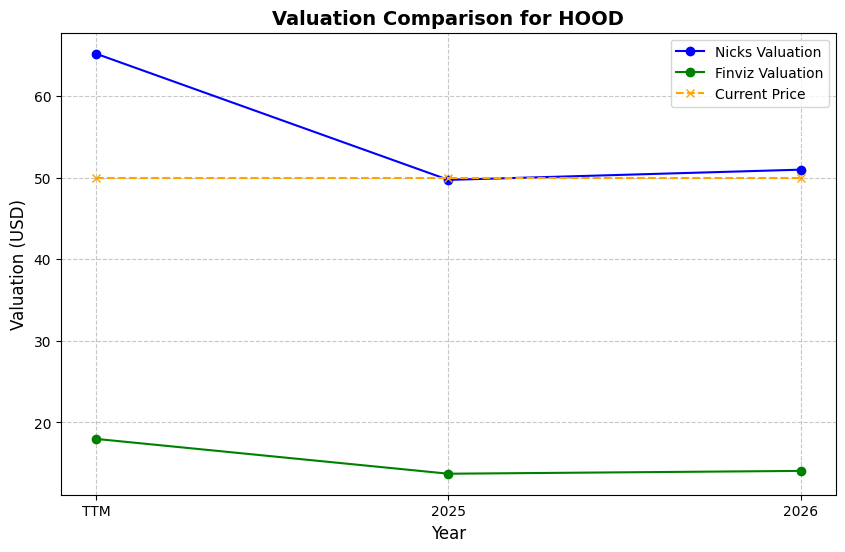 Valuation Comparison for HOOD
Nicks Valuation
Finviz Valuation
Current Price
Valuation (USD)
60
50
40
30
20
TTM
2025
2026
Year